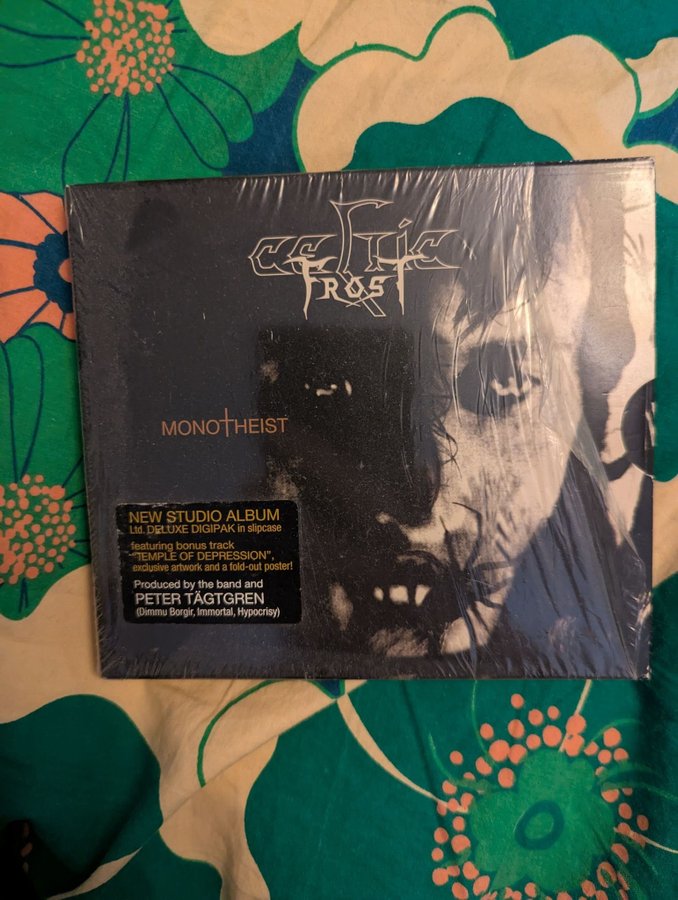 CELTIC
FROST
MONOTHEIST
NEW STUDIO ALBUM
Ltd. DELUXE DIGIPAK in slipcase
featuring bonus track
"TEMPLE OF DEPRESSION",
exclusive artwork and a fold-out poster!
Produced by the band and
PETER TÄGTGREN
(Dimmu Borgir, Immortal, Hypocrisy)